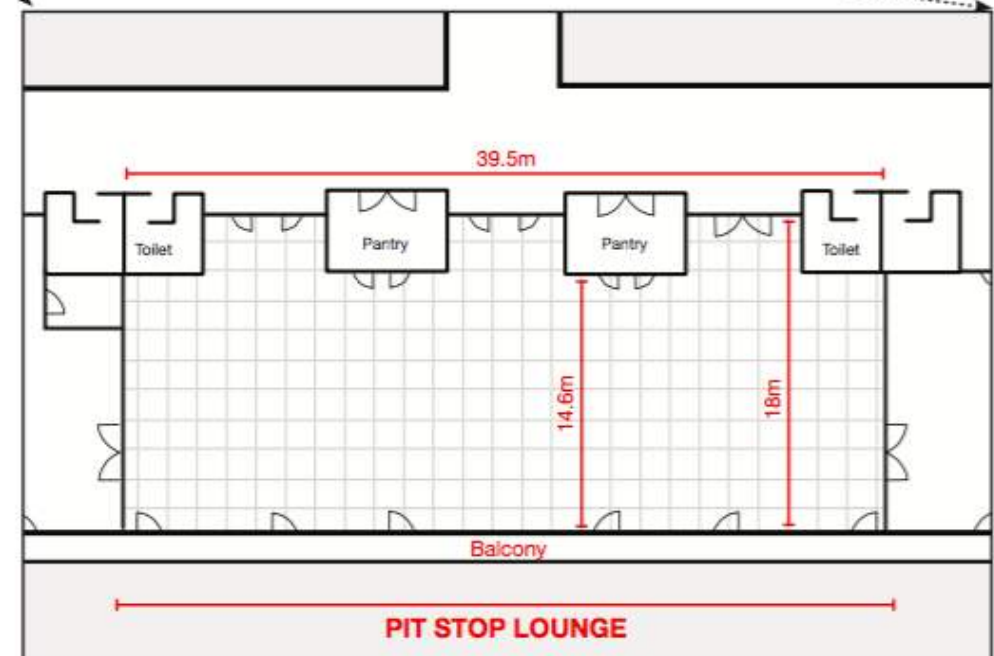 39.5m
Toilet
Pantry
Pantry
Toilet
14.6m
18m
Balcony
PIT STOP LOUNGE